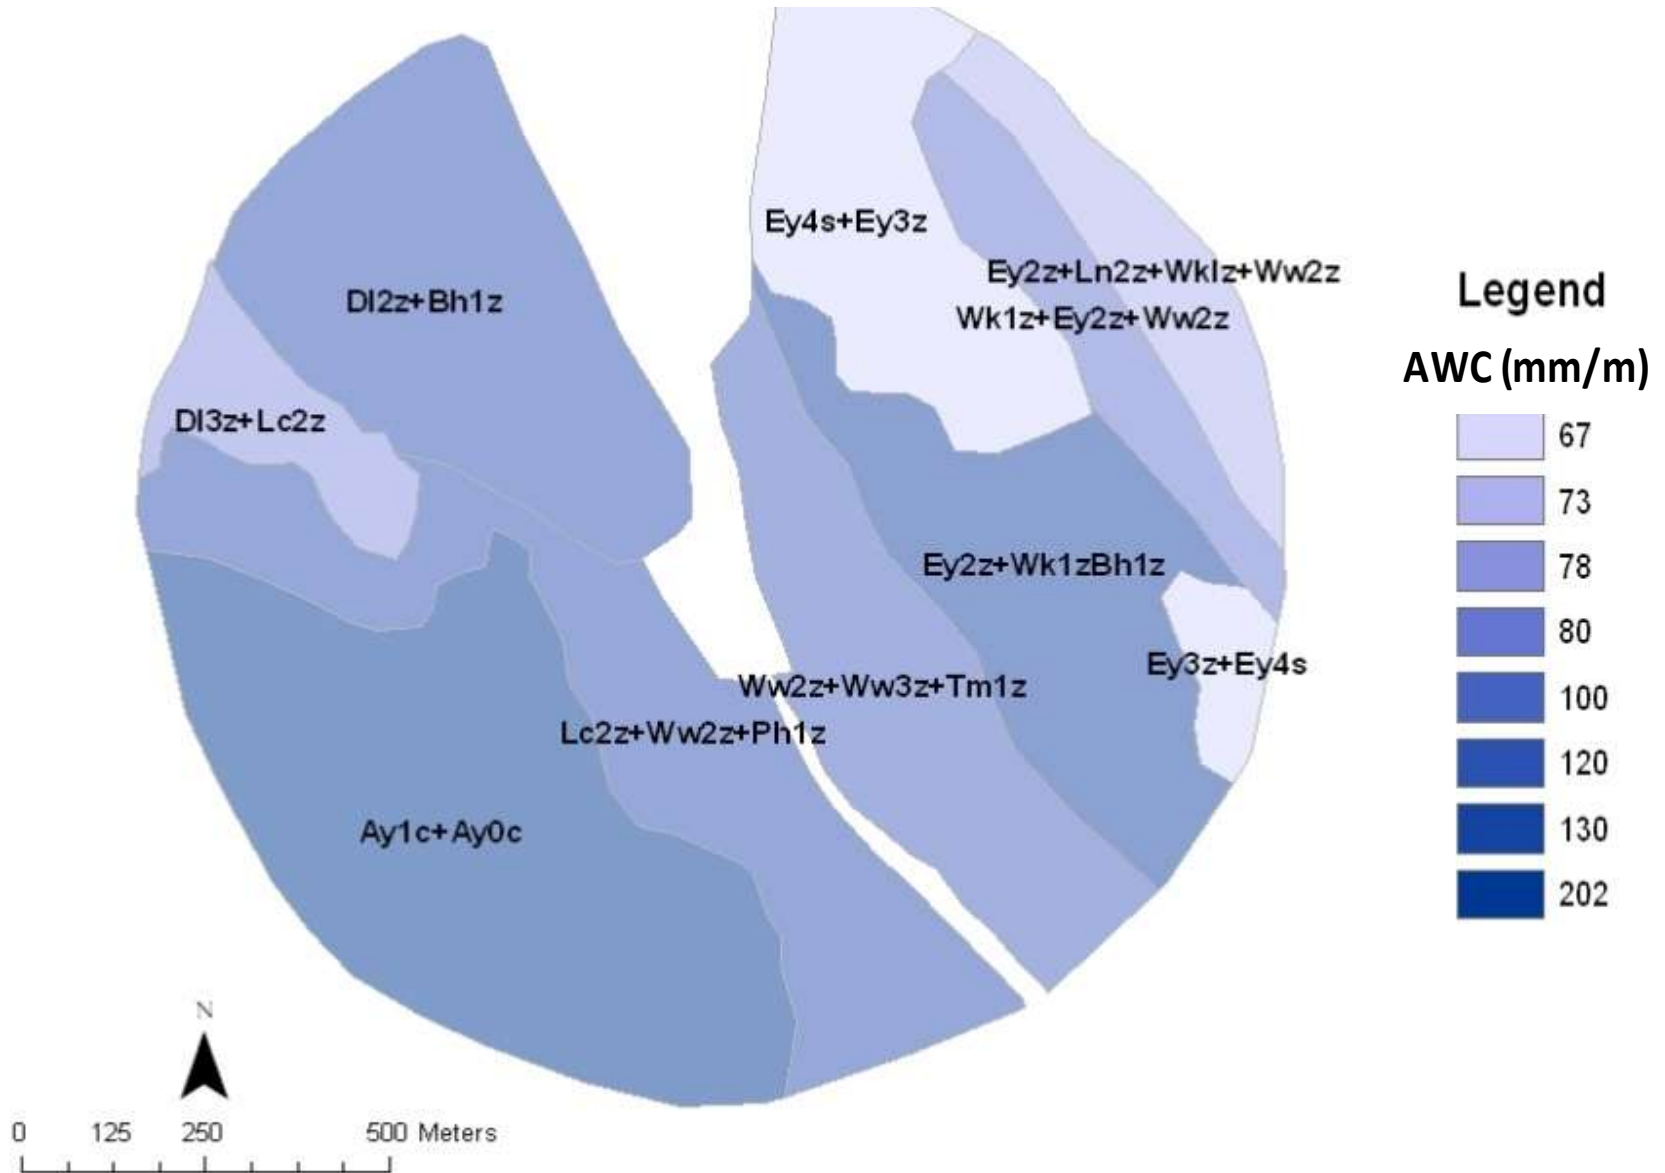 Ey4s+Ey3z
Ey2z+Ln2z+Wklz+Ww2z
Dl2z+Bh1z
Wk1z+Ey2z+Ww2z
Dl3z+Lc2z
Ey2z+Wk1zBh1z
Ey3z+Ey4s
Ww2z+Ww3z+Tm1z
Lc2z+Ww2z+Ph1z
Ay1c+Ay0c
Legend
AWC (mm/m)
67
73
78
80
100
120
130
202
N
0 125 250 500 Meters